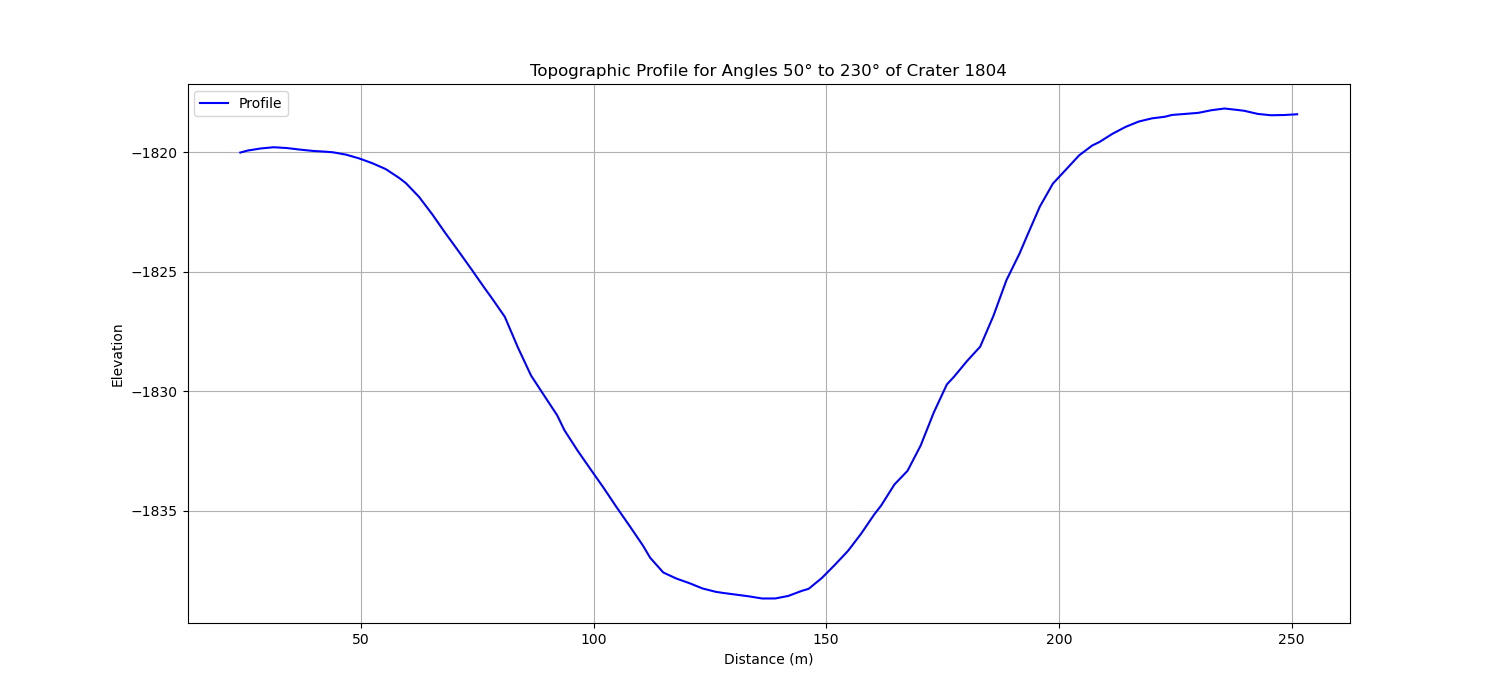 Topographic Profile for Angles 50° to 230° of Crater 1804
Profile
−1820
−1825
−1830
−1835
Elevation
50 100 150 200 250
Distance (m)